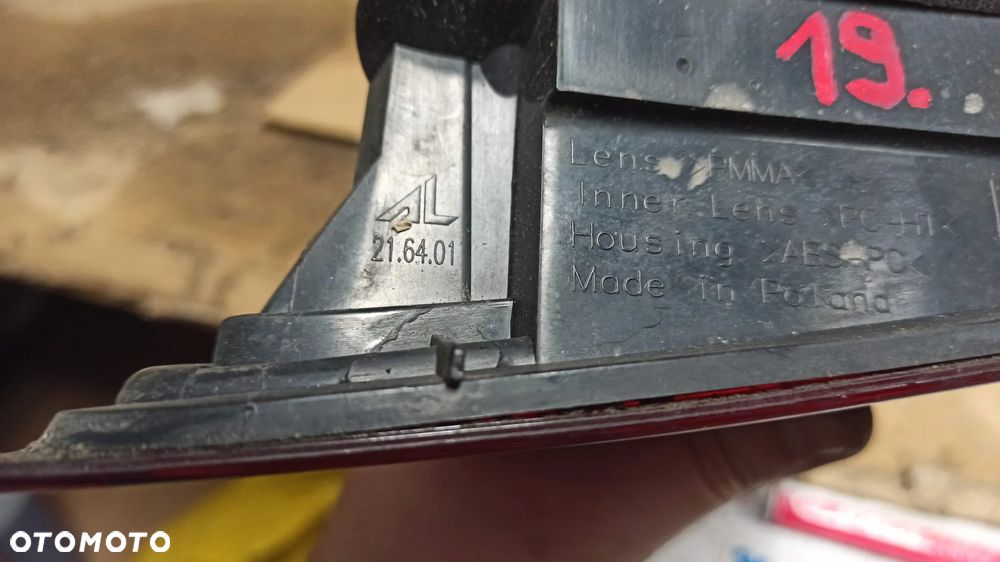 19.
AL
21.64.01
Lens >PMMA<
Inner Lens >PC-HT<
Housing >ABS+PC<
Made in Poland
OTOMOTO